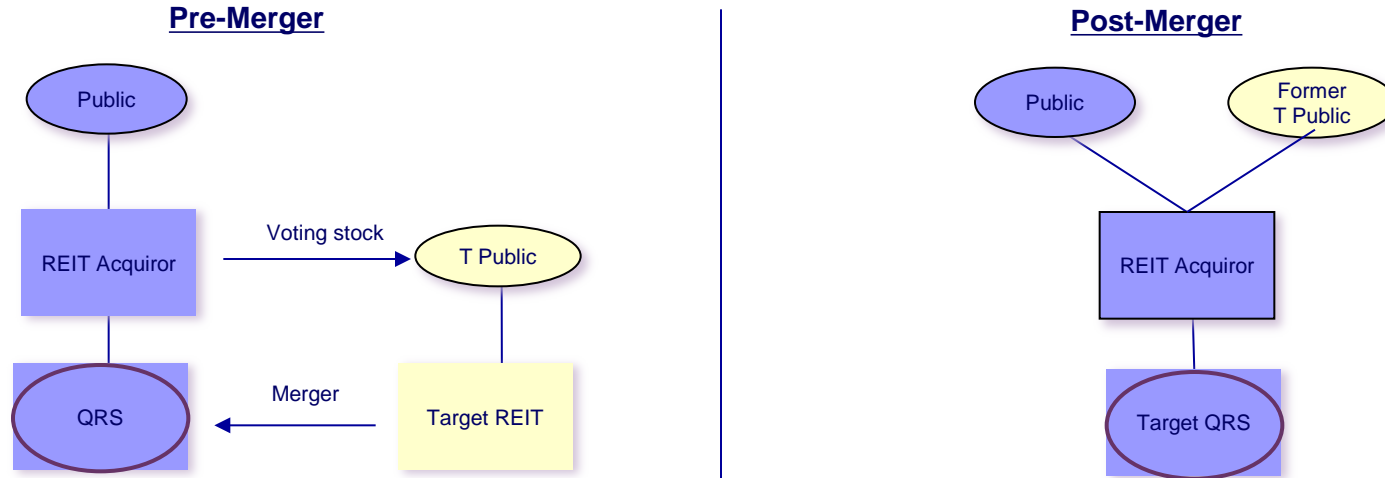 Pre-Merger
Public
REIT Acquiror
Voting stock
T Public
QRS
Merger
Target REIT
Post-Merger
Public
Former
T Public
REIT Acquiror
Target QRS